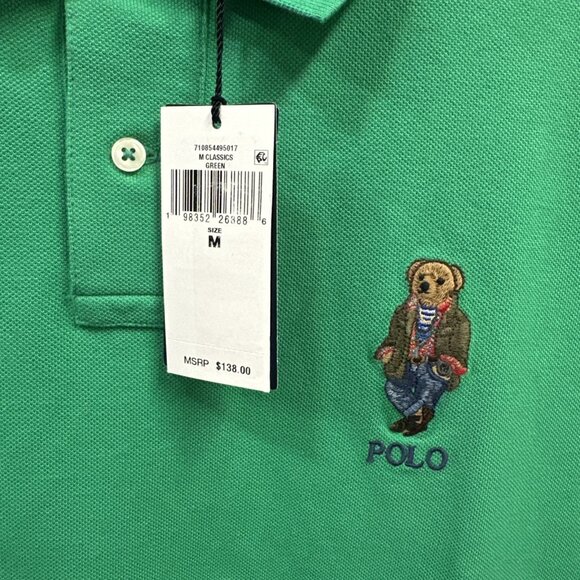 710854495017
M CLASSICS
GREEN
1 98352 26388 6
SIZE
M
MSRP $138.00
POLO